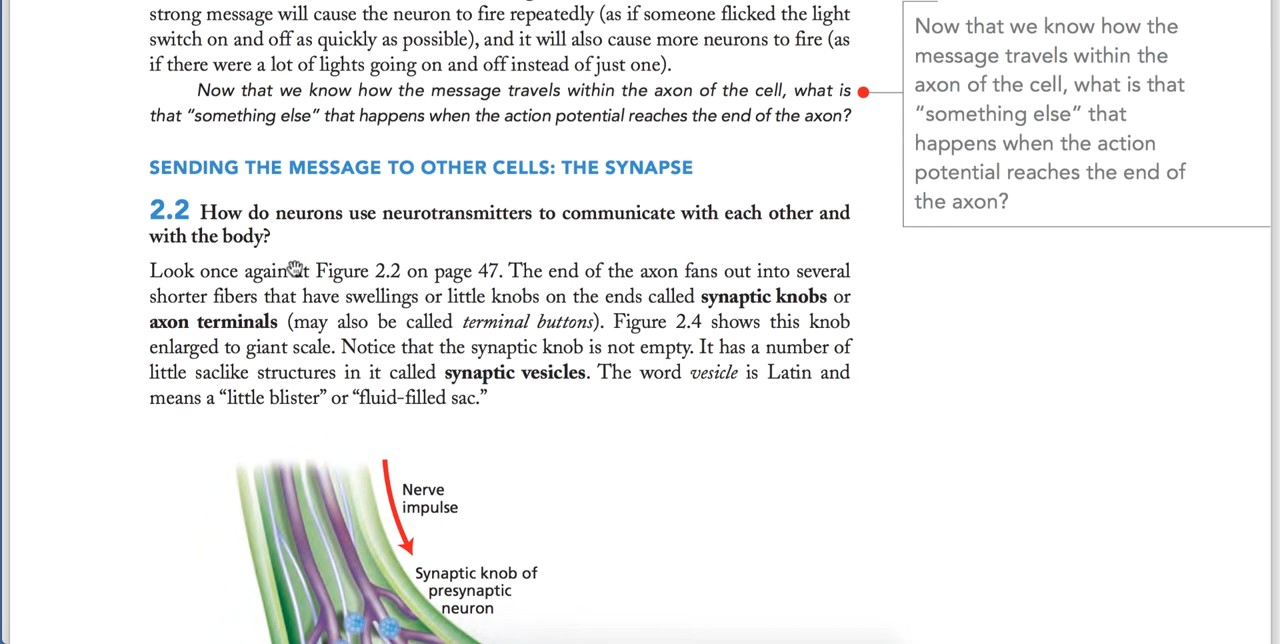 strong message will cause the neuron to fire repeatedly (as if someone flicked the light
switch on and off as quickly as possible), and it will also cause more neurons to fire (as
if there were a lot of lights going on and off instead of just one).
Now that we know how the message travels within the axon of the cell, what is
that “something else” that happens when the action potential reaches the end of the axon?
SENDING THE MESSAGE TO OTHER CELLS: THE SYNAPSE
2.2 How do neurons use neurotransmitters to communicate with each other and
with the body?
Look once again t Figure 2.2 on page 47. The end of the axon fans out into several
shorter fibers that have swellings or little knobs on the ends called synaptic knobs or
axon terminals (may also be called terminal buttons). Figure 2.4 shows this knob
enlarged to giant scale. Notice that the synaptic knob is not empty. It has a number of
little saclike structures in it called synaptic vesicles. The word vesicle is Latin and
means a “little blister” or “fluid-filled sac.”
Nerve
impulse
Synaptic knob of
presynaptic
neuron
Now that we know how the
message travels within the
axon of the cell, what is that
“something else” that
happens when the action
potential reaches the end of
the axon?